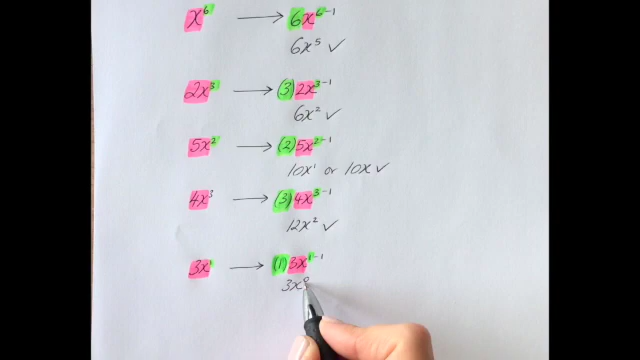 x⁶ → 6x⁶⁻¹
6x⁵ ✓
2x³ → (3)2x³⁻¹
6x² ✓
5x² → (2)5x²⁻¹
10x¹ or 10x ✓
4x³ → (3)4x³⁻¹
12x² ✓
3x¹ → (1)3x¹⁻¹
3x⁰